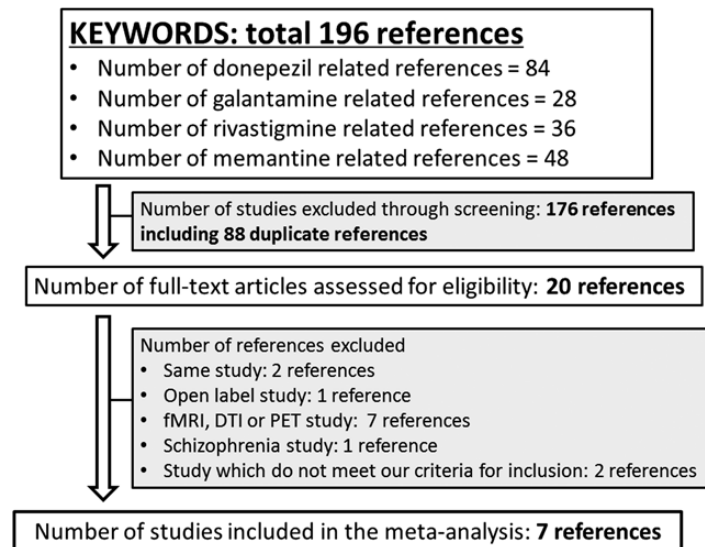 KEYWORDS: total 196 references
• Number of donepezil related references = 84
• Number of galantamine related references = 28
• Number of rivastigmine related references = 36
• Number of memantine related references = 48
Number of studies excluded through screening: 176 references
including 88 duplicate references
Number of full-text articles assessed for eligibility: 20 references
Number of references excluded
• Same study: 2 references
• Open label study: 1 reference
• fMRI, DTI or PET study: 7 references
• Schizophrenia study: 1 reference
• Study which do not meet our criteria for inclusion: 2 references
Number of studies included in the meta-analysis: 7 references